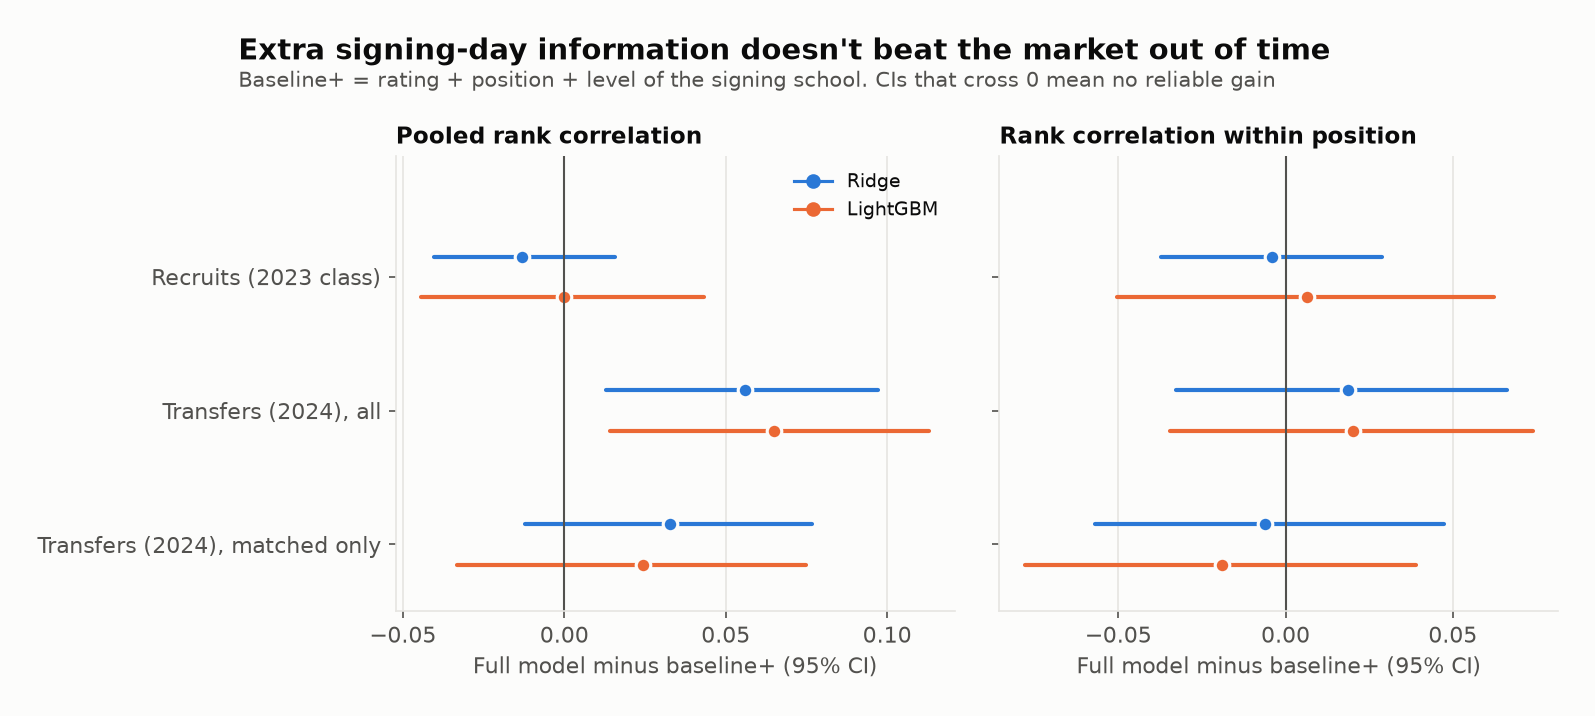 Extra signing-day information doesn't beat the market out of time
Baseline+ = rating + position + level of the signing school. CIs that cross 0 mean no reliable gain
Pooled rank correlation
Ridge
LightGBM
Recruits (2023 class)
Transfers (2024), all
Transfers (2024), matched only
−0.05 0.00 0.05 0.10
Full model minus baseline+ (95% CI)
Rank correlation within position
−0.05 0.00 0.05
Full model minus baseline+ (95% CI)